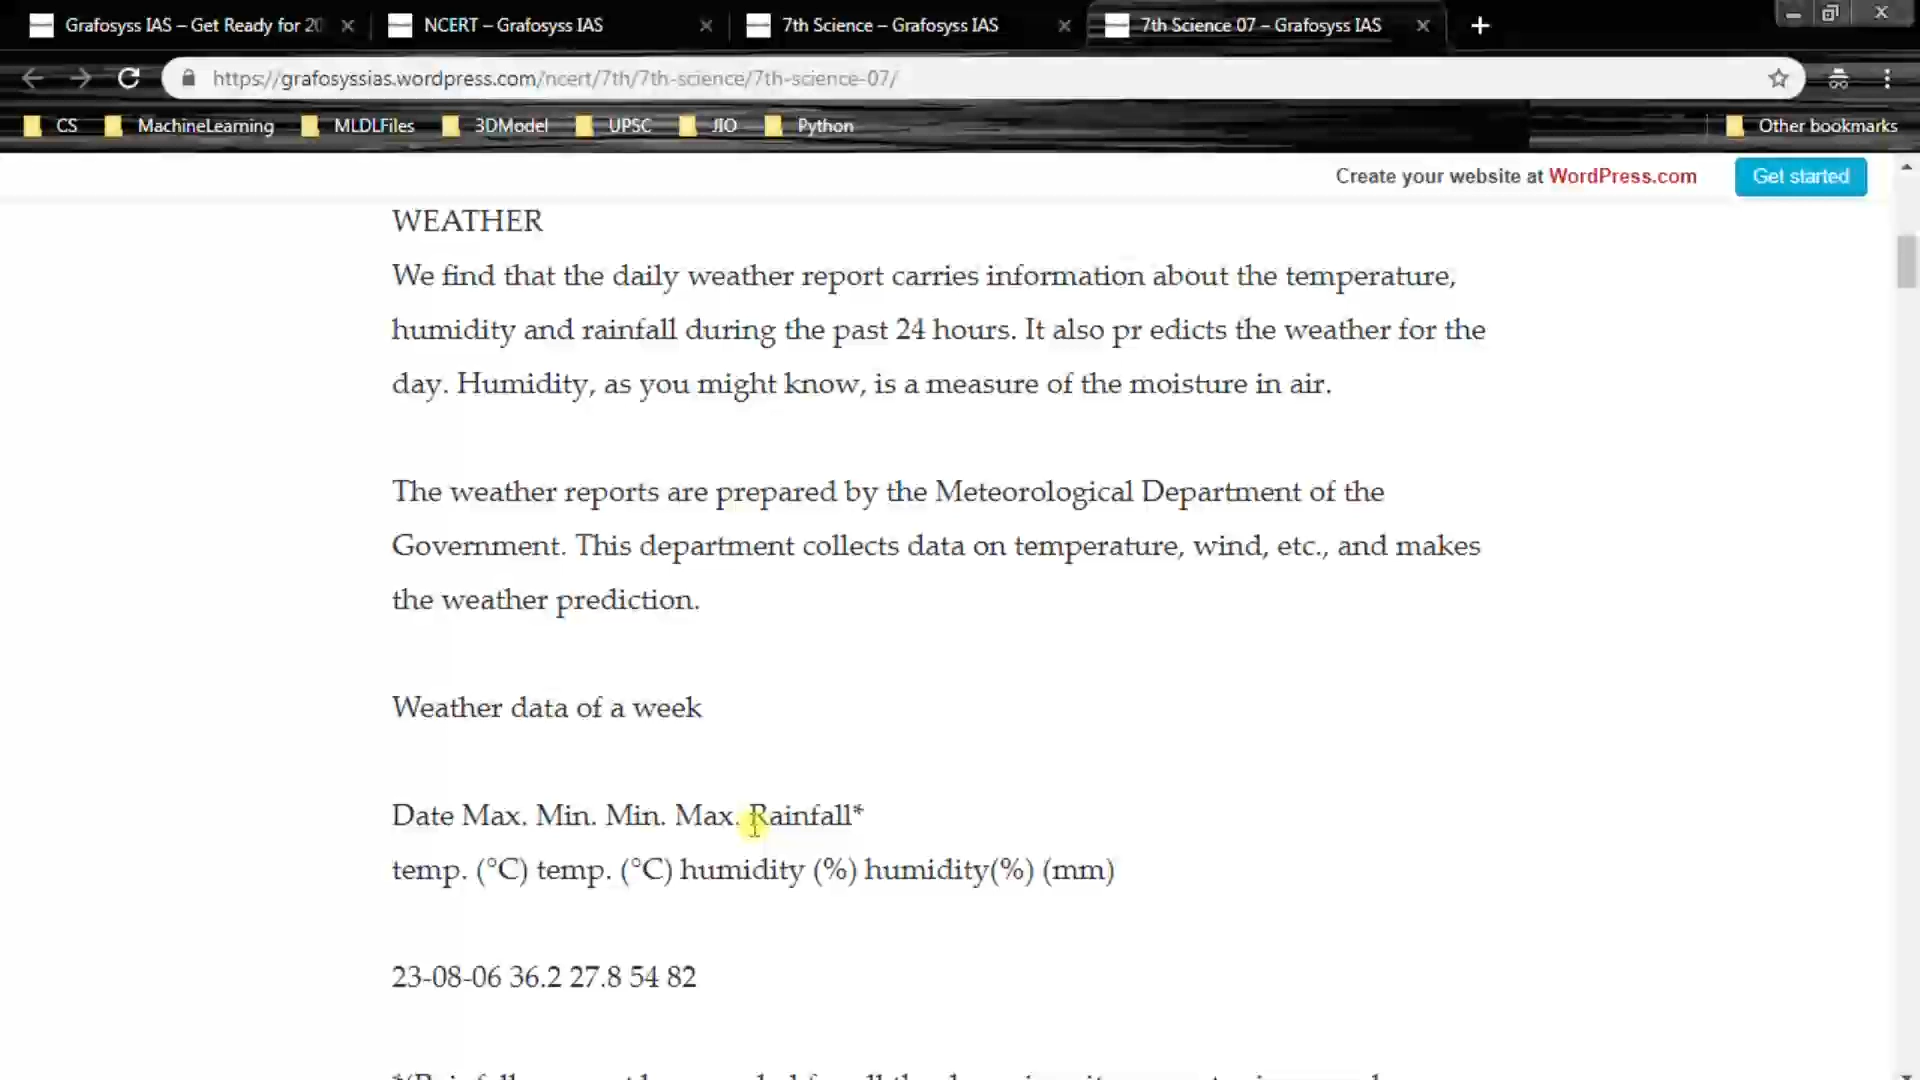 Grafosyss IAS – Get Ready for 20
NCERT – Grafosyss IAS
7th Science – Grafosyss IAS
7th Science 07 – Grafosyss IAS
https://grafosyssias.wordpress.com/ncert/7th/7th-science/7th-science-07/
CS MachineLearning MLDLFiles 3DModel UPSC JIO Python Other bookmarks
Create your website at WordPress.com Get started
WEATHER
We find that the daily weather report carries information about the temperature,
humidity and rainfall during the past 24 hours. It also pr edicts the weather for the
day. Humidity, as you might know, is a measure of the moisture in air.
The weather reports are prepared by the Meteorological Department of the
Government. This department collects data on temperature, wind, etc., and makes
the weather prediction.
Weather data of a week
Date Max. Min. Min. Max. Rainfall*
temp. (°C) temp. (°C) humidity (%) humidity(%) (mm)
23-08-06 36.2 27.8 54 82